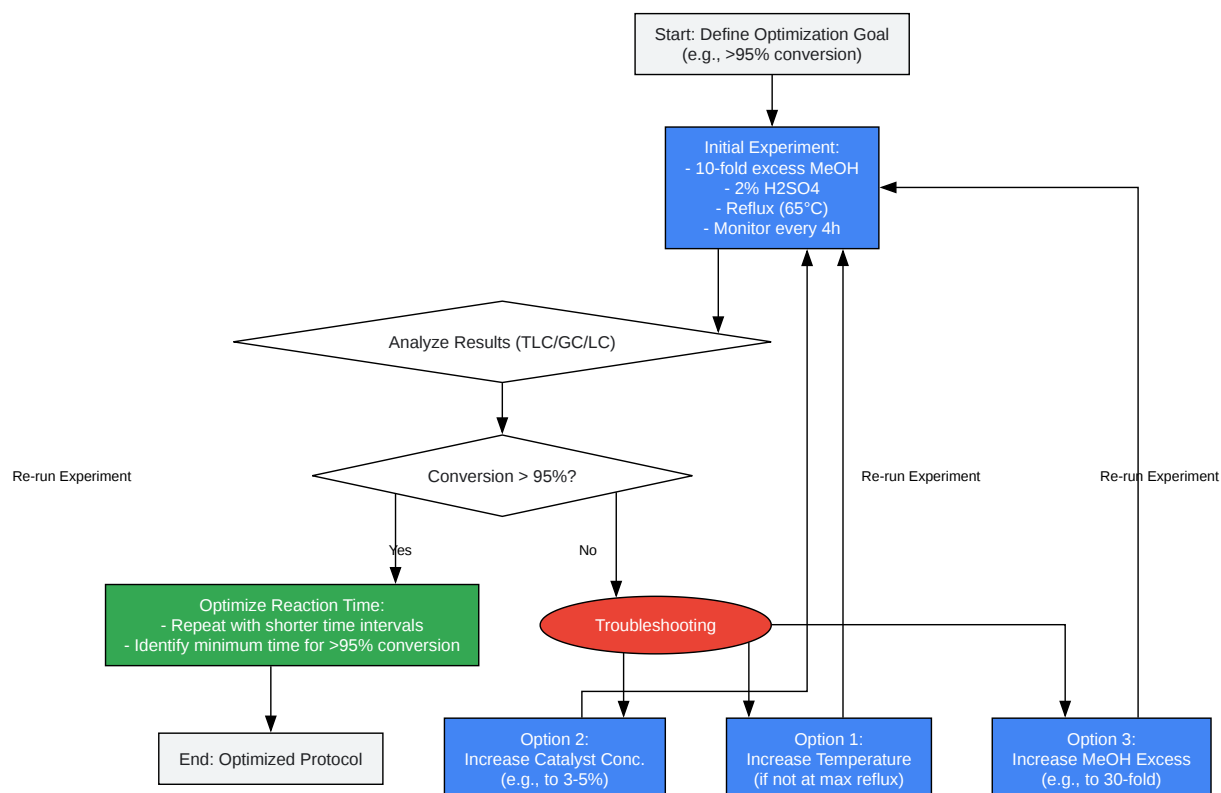 Start: Define Optimization Goal
(e.g., >95% conversion)
Initial Experiment:
- 10-fold excess MeOH
- 2% H2SO4
- Reflux (65°C)
- Monitor every 4h
Analyze Results (TLC/GC/LC)
Re-run Experiment
Conversion > 95%?
Re-run Experiment
Re-run Experiment
Yes
No
Optimize Reaction Time:
- Repeat with shorter time intervals
- Identify minimum time for >95% conversion
Troubleshooting
End: Optimized Protocol
Option 2:
Increase Catalyst Conc.
(e.g., to 3-5%)
Option 1:
Increase Temperature
(if not at max reflux)
Option 3:
Increase MeOH Excess
(e.g., to 30-fold)